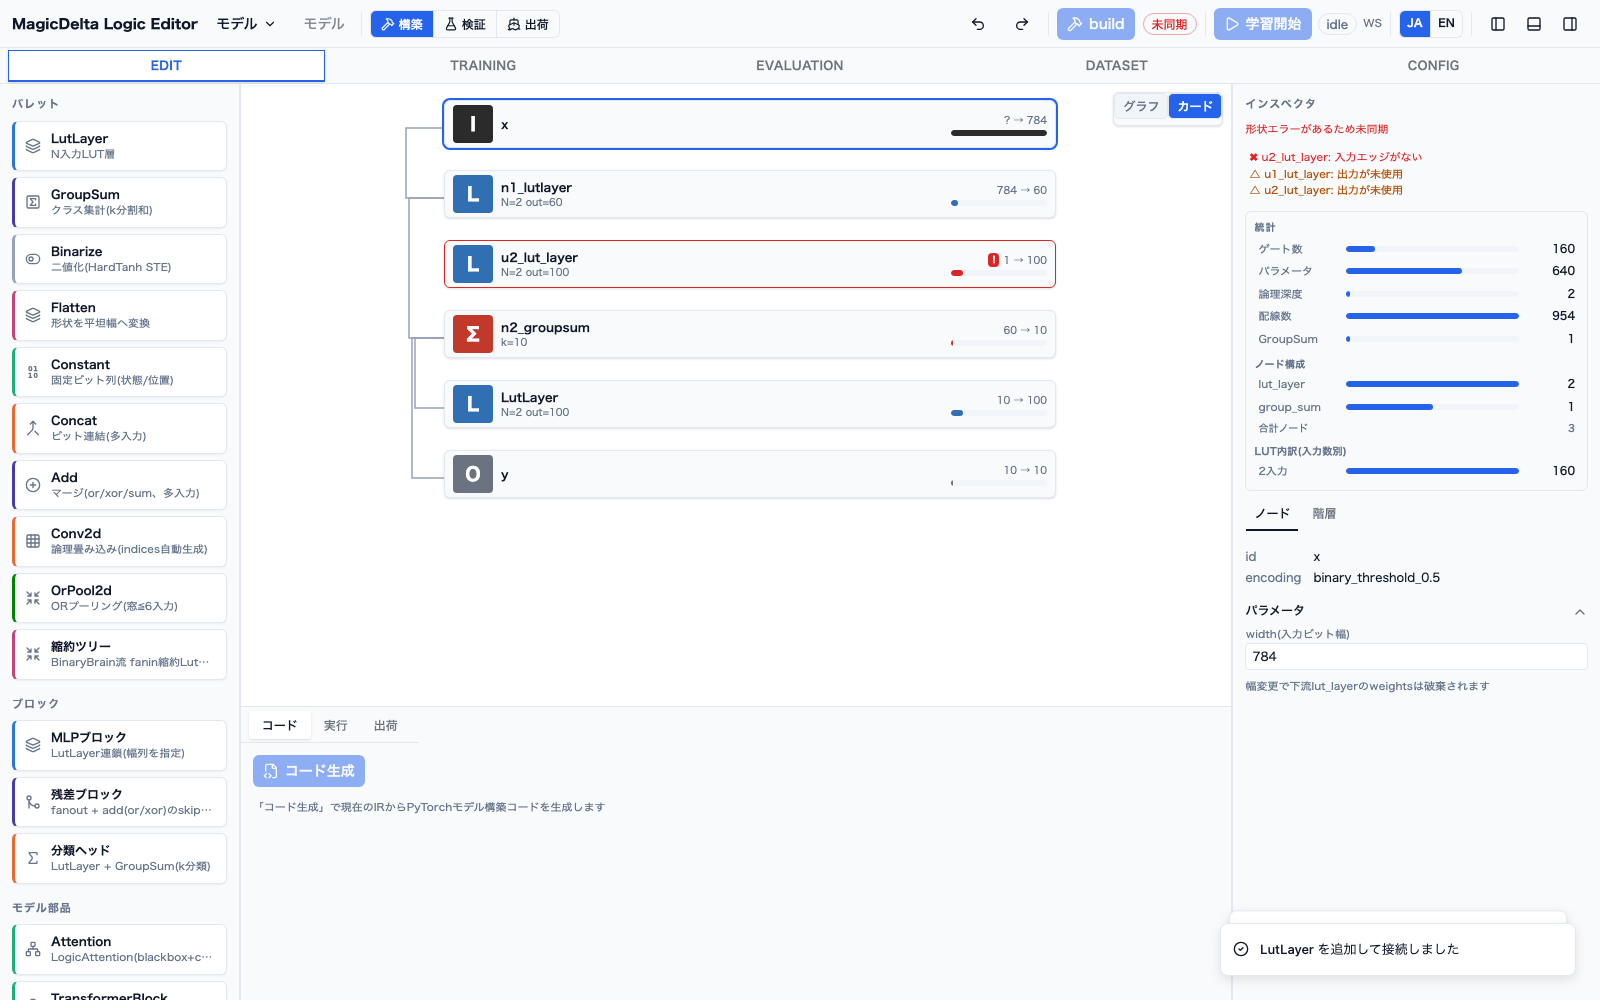 MagicDelta Logic Editor
モデル
モデル
構築
検証
出荷
build
未同期
学習開始
idle
WS
JA
EN
EDIT
TRAINING
EVALUATION
DATASET
CONFIG
パレット
LutLayer
N入力LUT層
GroupSum
クラス集計(k分割和)
Binarize
二値化(HardTanh STE)
Flatten
形状を平坦幅へ変換
Constant
固定ビット列(状態/位置)
Concat
ビット連結(多入力)
Add
マージ(or/xor/sum、多入力)
Conv2d
論理畳み込み(indices自動生成)
OrPool2d
ORプーリング(窓≦6入力)
縮約ツリー
BinaryBrain流 fanin縮約Lut…
ブロック
MLPブロック
LutLayer連鎖(幅列を指定)
残差ブロック
fanout + add(or/xor)のskip…
分類ヘッド
LutLayer + GroupSum(k分類)
モデル部品
Attention
LogicAttention(blackbox+c…
TransformerBlock
グラフ
カード
I
x
? → 784
L
n1_lutlayer
N=2 out=60
784 → 60
L
u2_lut_layer
N=2 out=100
! 1 → 100
Σ
n2_groupsum
k=10
60 → 10
L
LutLayer
N=2 out=100
10 → 100
O
y
10 → 10
コード
実行
出荷
コード生成
「コード生成」で現在のIRからPyTorchモデル構築コードを生成します
インスペクタ
形状エラーがあるため未同期
✖ u2_lut_layer: 入力エッジがない
△ u1_lut_layer: 出力が未使用
△ u2_lut_layer: 出力が未使用
統計
ゲート数 160
パラメータ 640
論理深度 2
配線数 954
GroupSum 1
ノード構成
lut_layer 2
group_sum 1
合計ノード 3
LUT内訳(入力数別)
2入力 160
ノード
階層
id x
encoding binary_threshold_0.5
パラメータ
width(入力ビット幅)
784
幅変更で下流lut_layerのweightsは破棄されます
LutLayer を追加して接続しました